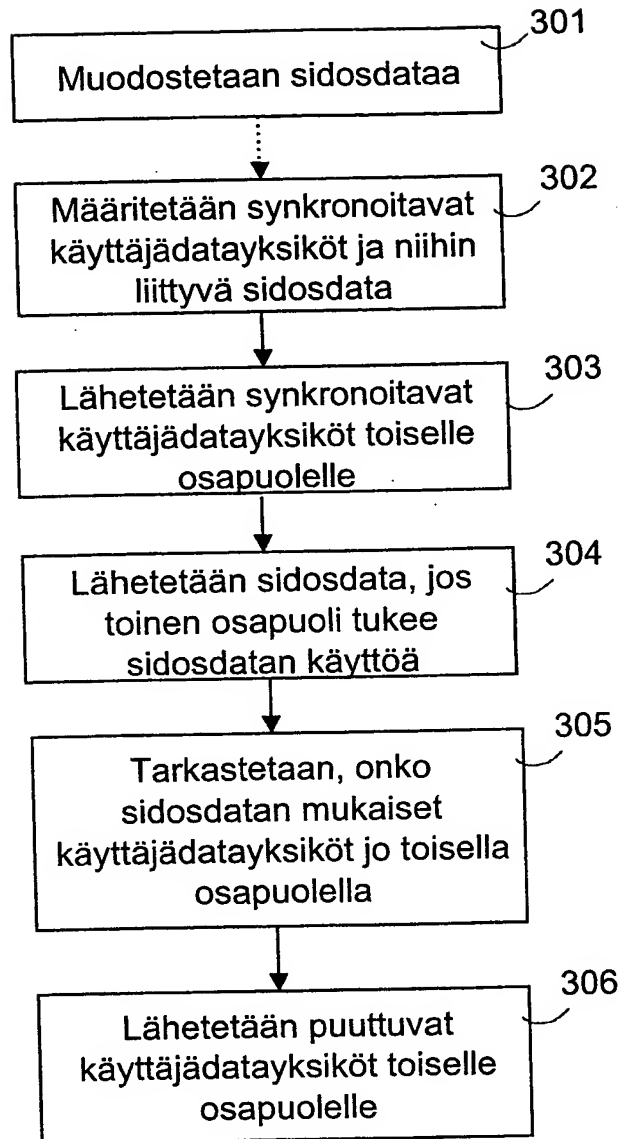 301
Muodostetaan sidosdataa
302
Määritetään synkronoitavat
käyttäjädatayksiköt ja niihin
liittyvä sidosdata
303
Lähetetään synkronoitavat
käyttäjädatayksiköt toiselle
osapuolelle
304
Lähetetään sidosdata, jos
toinen osapuoli tukee
sidosdatan käyttöä
305
Tarkastetaan, onko
sidosdatan mukaiset
käyttäjädatayksiköt jo toisella
osapuolella
306
Lähetetään puuttuvat
käyttäjädatayksiköt toiselle
osapuolelle